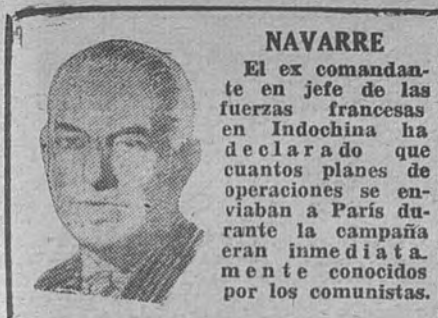 NAVARRE
El ex comandan-
te en jefe de las
fuerzas francesas
en Indochina ha
declarado que
cuantos planes de
operaciones se en-
viaban a París du-
rante la campaña
eran inmediata_
mente conocidos
por los comunistas.